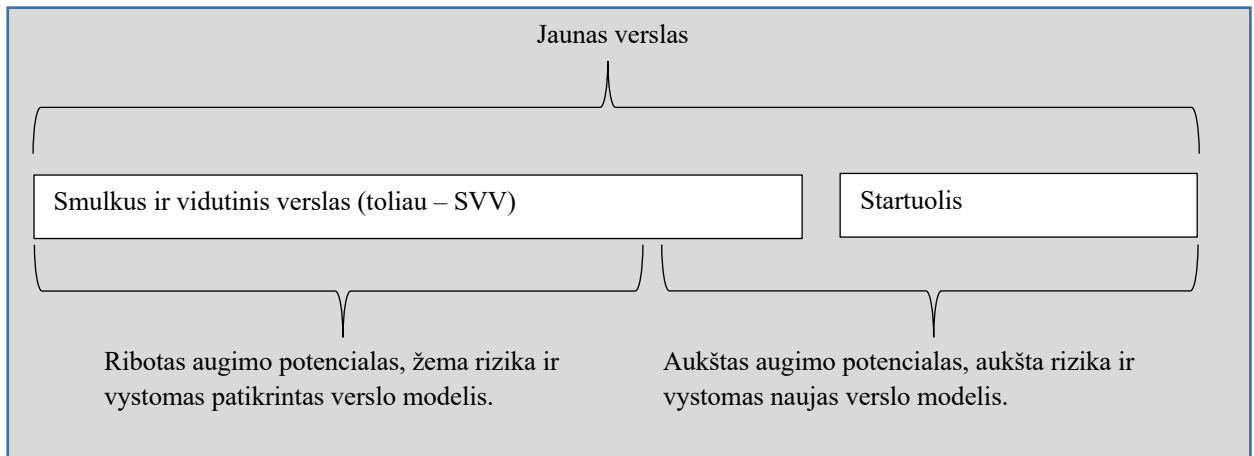 Jaunas verslas
Smulkus ir vidutinis verslas (toliau – SVV)
Startuolis
Ribotas augimo potencialas, žema rizika ir
vystomas patikrintas verslo modelis.
Aukštas augimo potencialas, aukšta rizika ir
vystomas naujas verslo modelis.